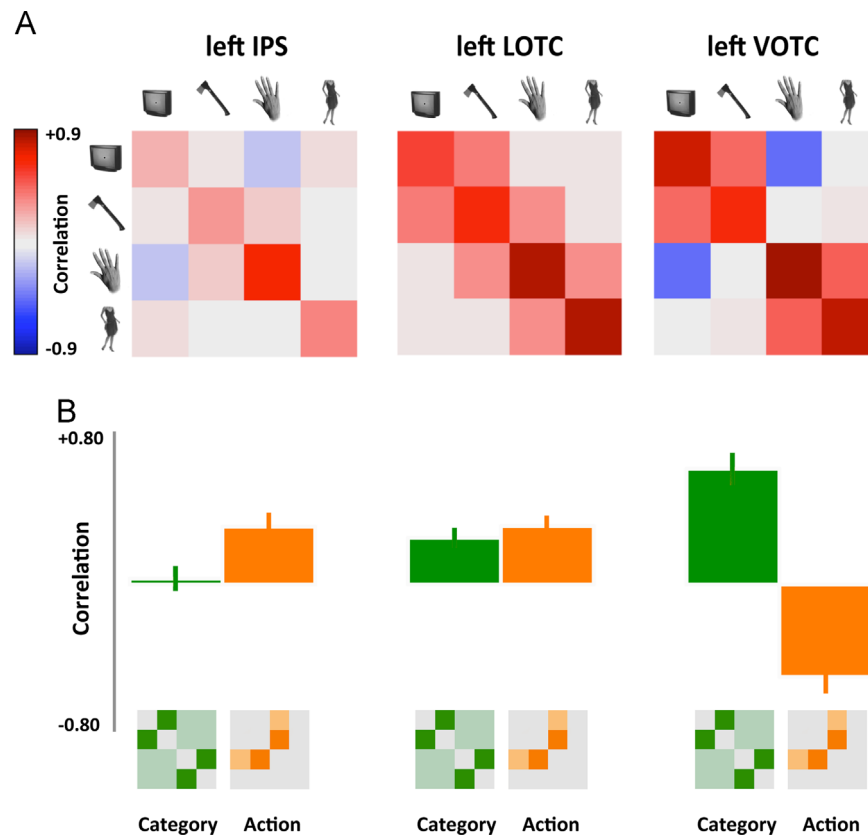 A
left IPS left LOTC left VOTC
+0.9
Correlation
-0.9
B
+0.80
Correlation
-0.80
Category Action Category Action Category Action